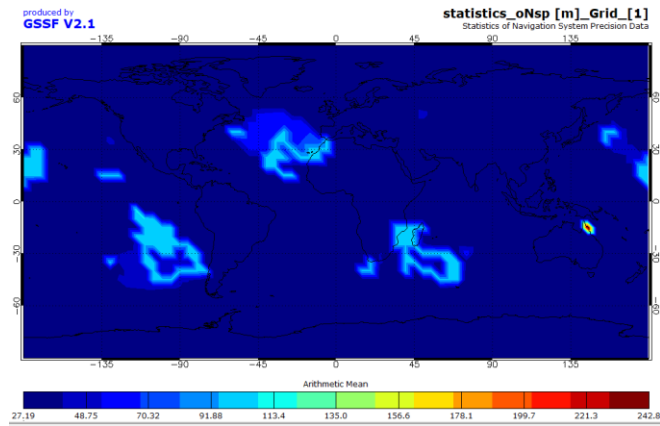 produced by
GSSF V2.1
statistics_oNsp [m]_Grid_[1]
Statistics of Navigation System Precision Data
−135 −90 −45 0 45 90 135
60 60
30 30
0 0
−30 −30
−60 −60
−135 −90 −45 0 45 90 135
Arithmetic Mean
27.19 48.75 70.32 91.88 113.4 135.0 156.6 178.1 199.7 221.3 242.8